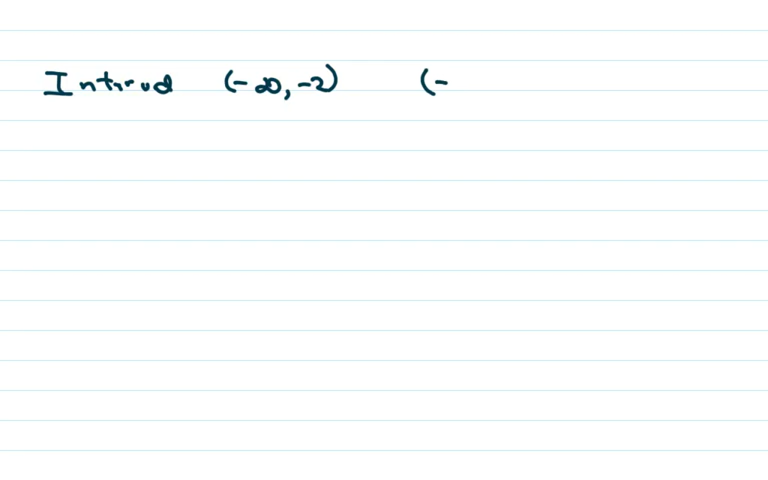 Interval (-∞,-2) (-